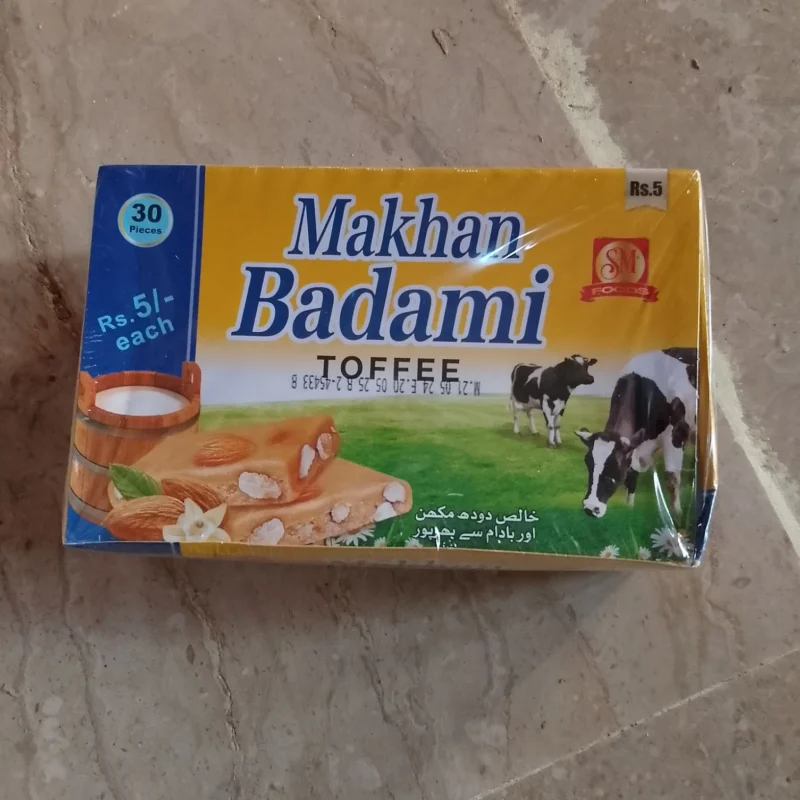 30
Pieces
Rs.5
Makhan
Badami
TOFFEE
SM
FOODS
Rs.5/-
each
M.21 05 24 E.20 05 25 B 2-45433 B
خالص دودھ مکھن
اور بادام سے بھرپور